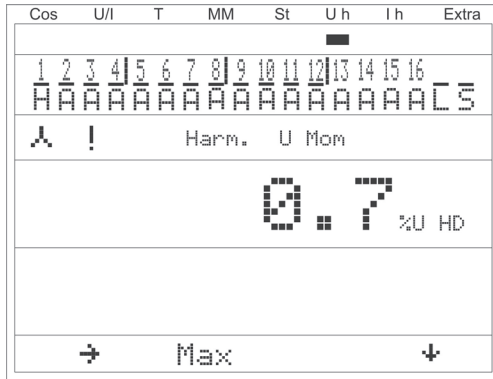 Cos U/I T MM St U h I h Extra
1 2 3 4 5 6 7 8 9 10 11 12 13 14 15 16
A A A A A A A A A A A A A A A A C S
! Harm. U Mom
0.7 %U HD
→ Max ↓